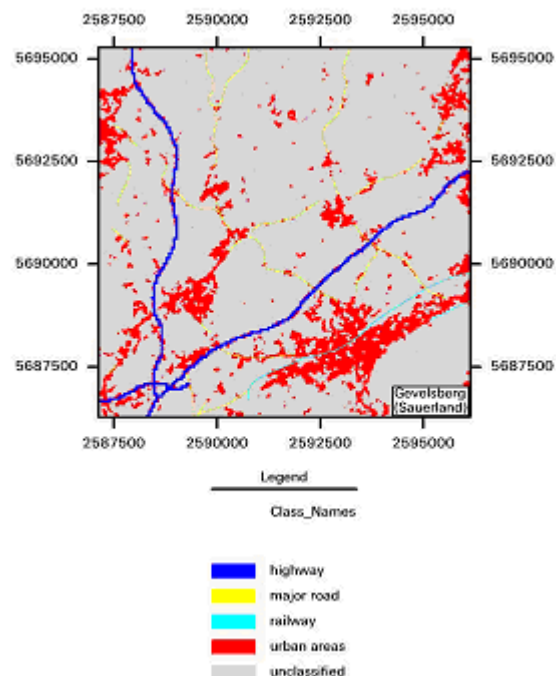 2587500 2590000 2592500 2595000
5695000 5695000
5692500 5692500
5690000 5690000
5687500 5687500
Gevelsberg
(Sauerland)
2587500 2590000 2592500 2595000
Legend
Class_Names
highway
major road
railway
urban areas
unclassified